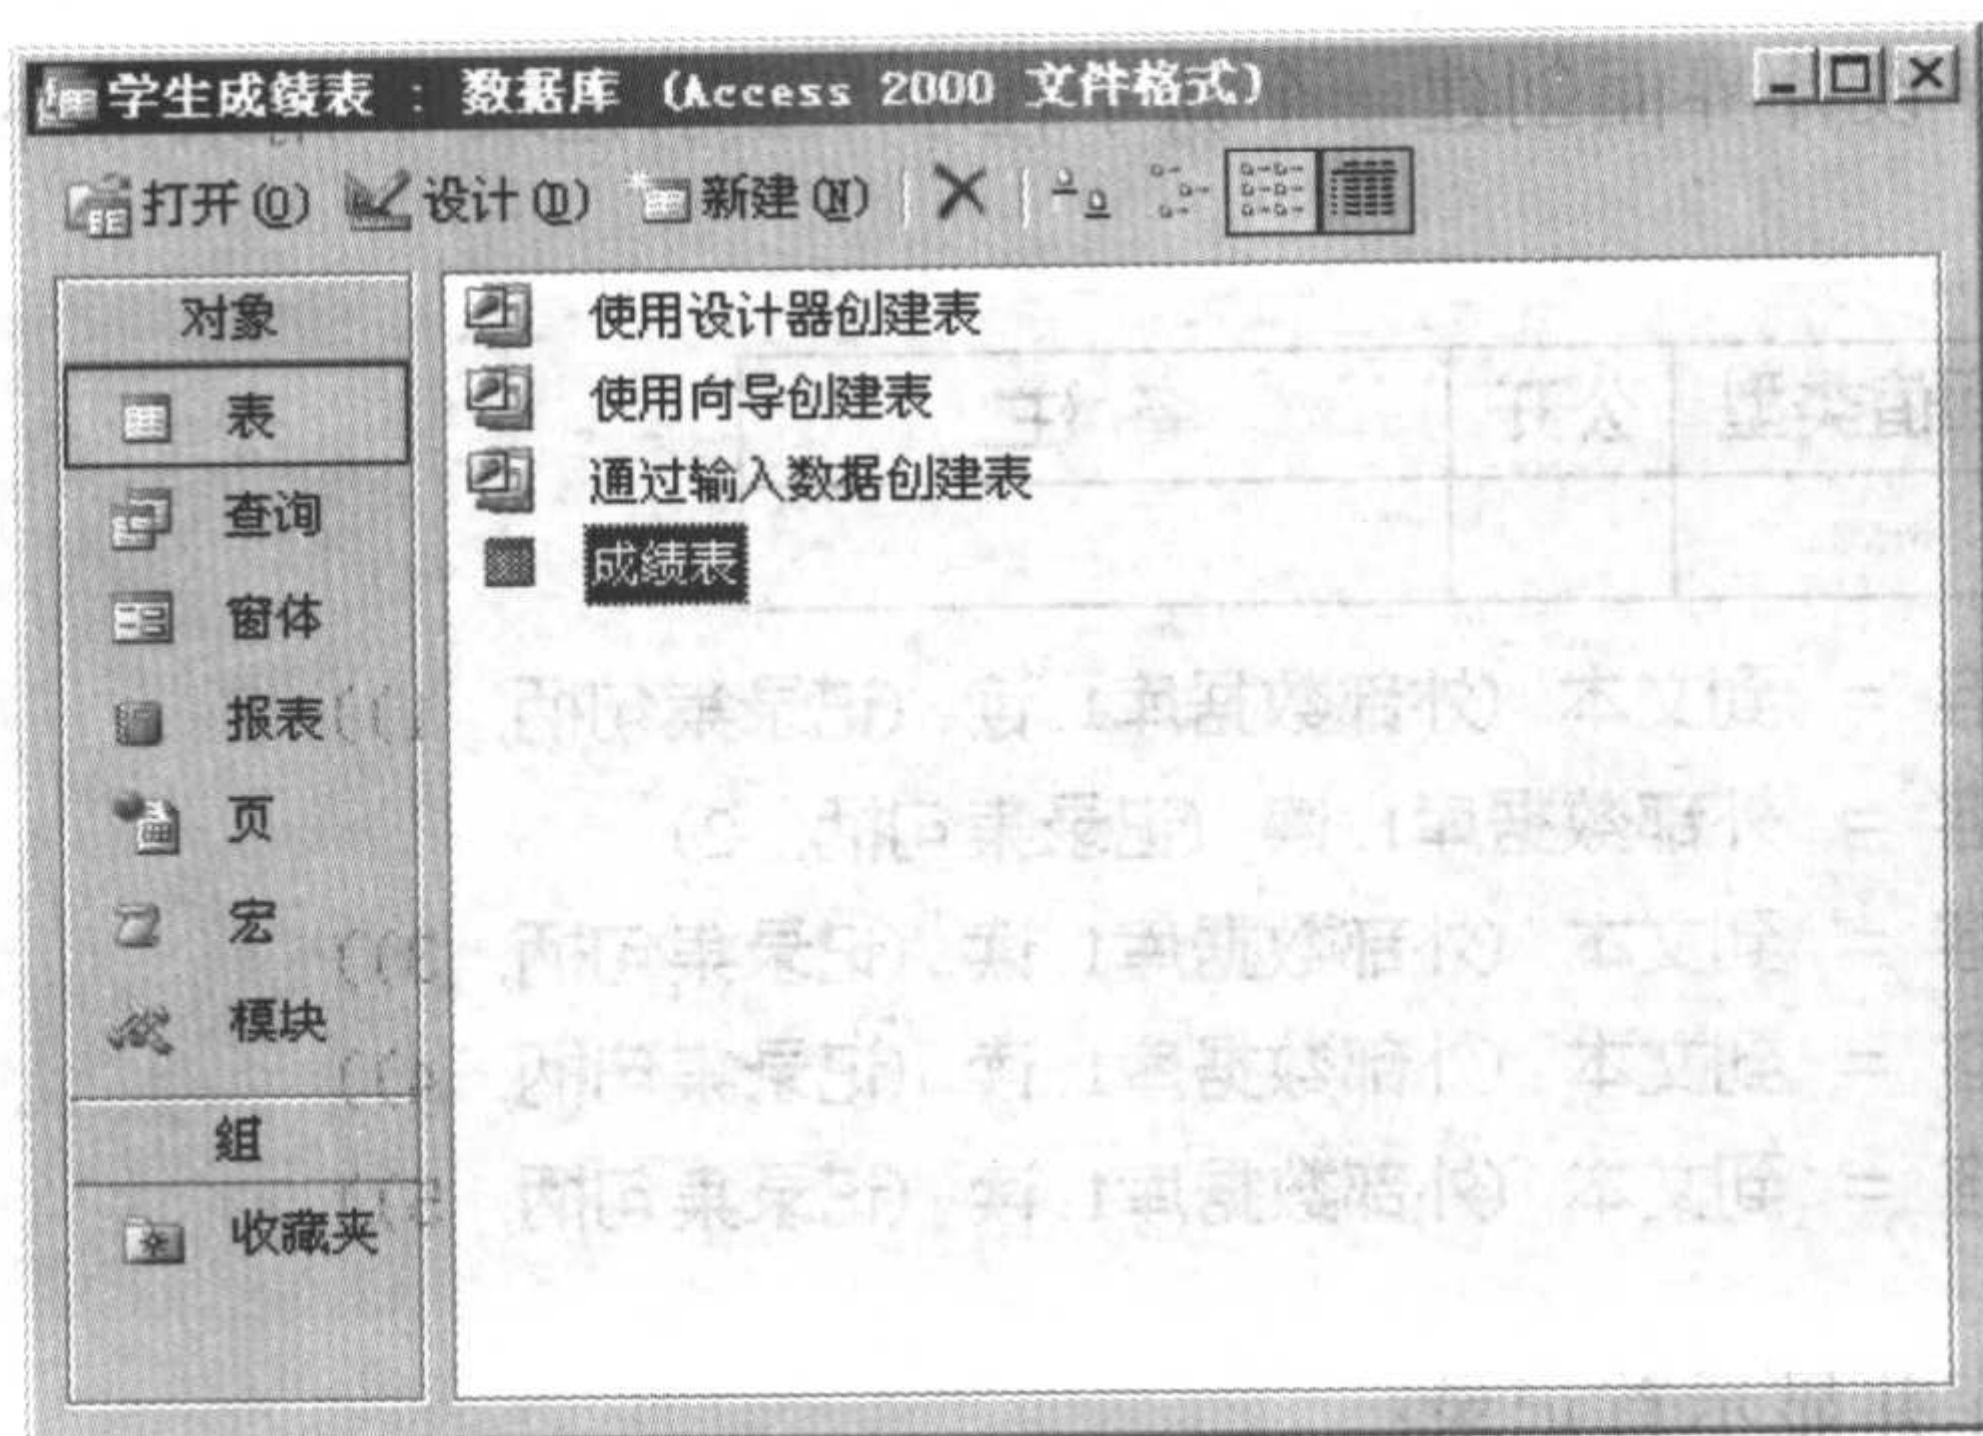 学生成绩表 : 数据库 (Access 2000 文件格式)
打开(O) 设计(D) 新建(N)
对象
表
查询
窗体
报表
页
宏
模块
组
收藏夹
使用设计器创建表
使用向导创建表
通过输入数据创建表
成绩表